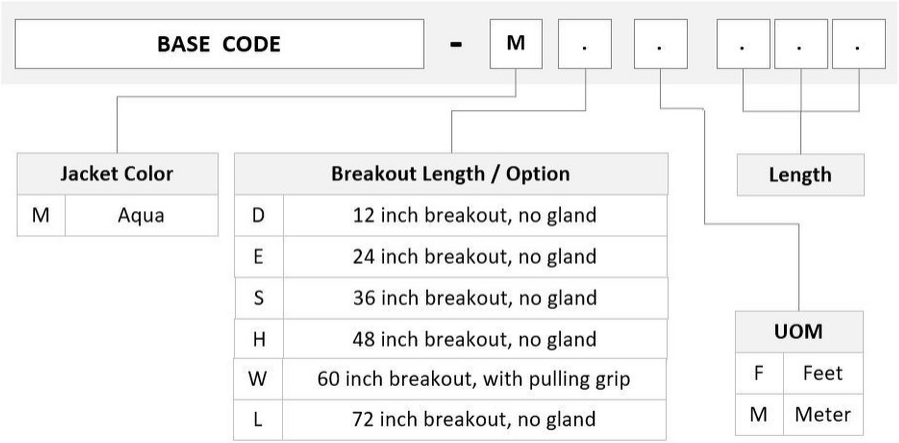 BASE CODE - M . . . . .
Jacket Color
M Aqua
Breakout Length / Option
D 12 inch breakout, no gland
E 24 inch breakout, no gland
S 36 inch breakout, no gland
H 48 inch breakout, no gland
W 60 inch breakout, with pulling grip
L 72 inch breakout, no gland
Length
UOM
F Feet
M Meter